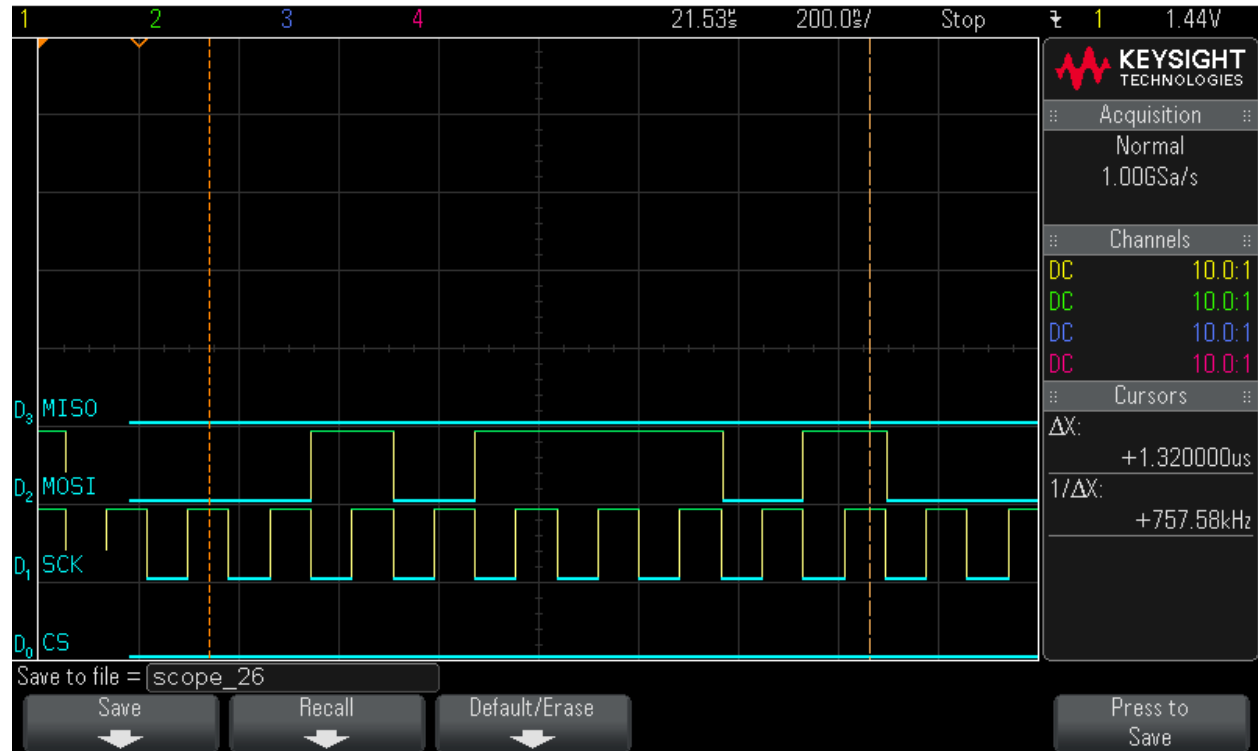 1 2 3 4 21.53µs 200.0ns/ Stop 1 1.44V
KEYSIGHT
TECHNOLOGIES
Acquisition
Normal
1.00GSa/s
Channels
DC 10.0:1
DC 10.0:1
DC 10.0:1
DC 10.0:1
Cursors
ΔX:
+1.320000us
1/ΔX:
+757.58kHz
D3 MISO
D2 MOSI
D1 SCK
D0 CS
Save to file = scope_26
Save Recall Default/Erase Press to
Save